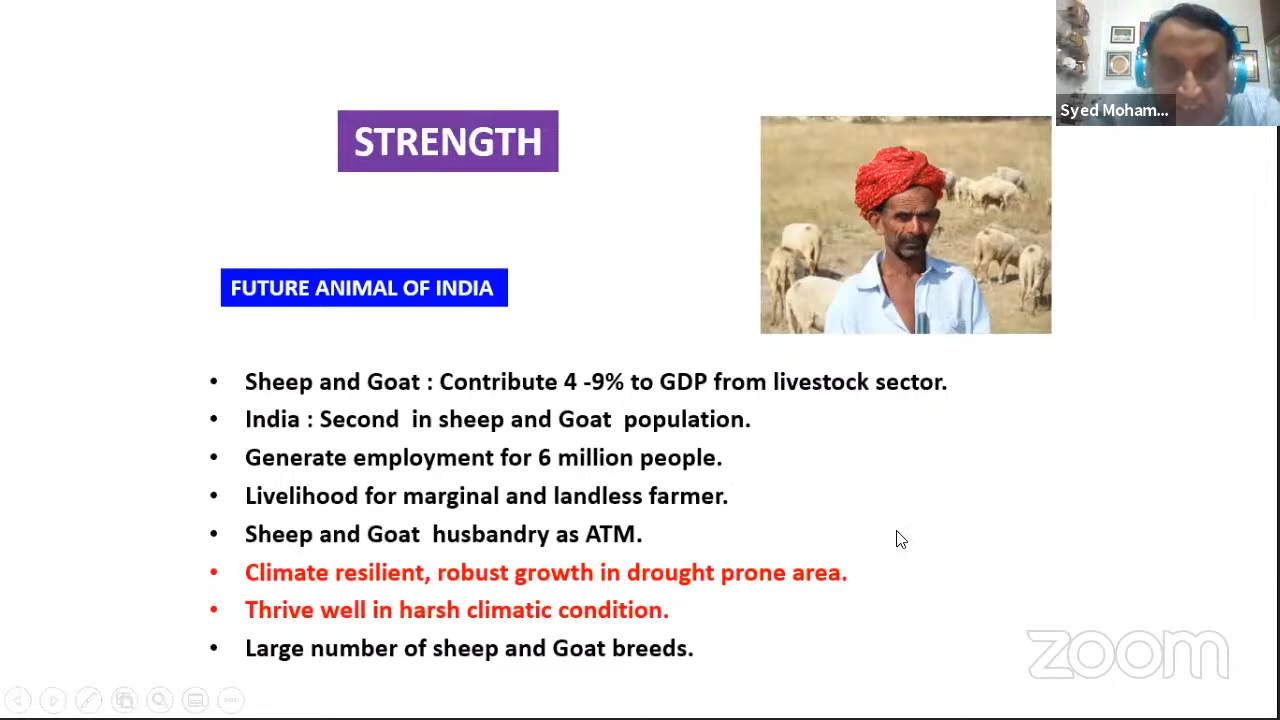 Syed Moham...
STRENGTH
FUTURE ANIMAL OF INDIA
• Sheep and Goat : Contribute 4 -9% to GDP from livestock sector.
• India : Second in sheep and Goat population.
• Generate employment for 6 million people.
• Livelihood for marginal and landless farmer.
• Sheep and Goat husbandry as ATM.
• Climate resilient, robust growth in drought prone area.
• Thrive well in harsh climatic condition.
• Large number of sheep and Goat breeds.
zoom